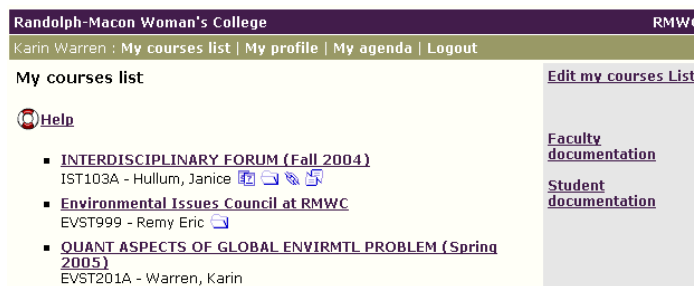 Randolph-Macon Woman's College RMWC
Karin Warren : My courses list | My profile | My agenda | Logout
My courses list
Help
INTERDISCIPLINARY FORUM (Fall 2004)
IST103A - Hullum, Janice
Environmental Issues Council at RMWC
EVST999 - Remy Eric
QUANT ASPECTS OF GLOBAL ENVIRMTL PROBLEM (Spring
2005)
EVST201A - Warren, Karin
Edit my courses List
Faculty
documentation
Student
documentation